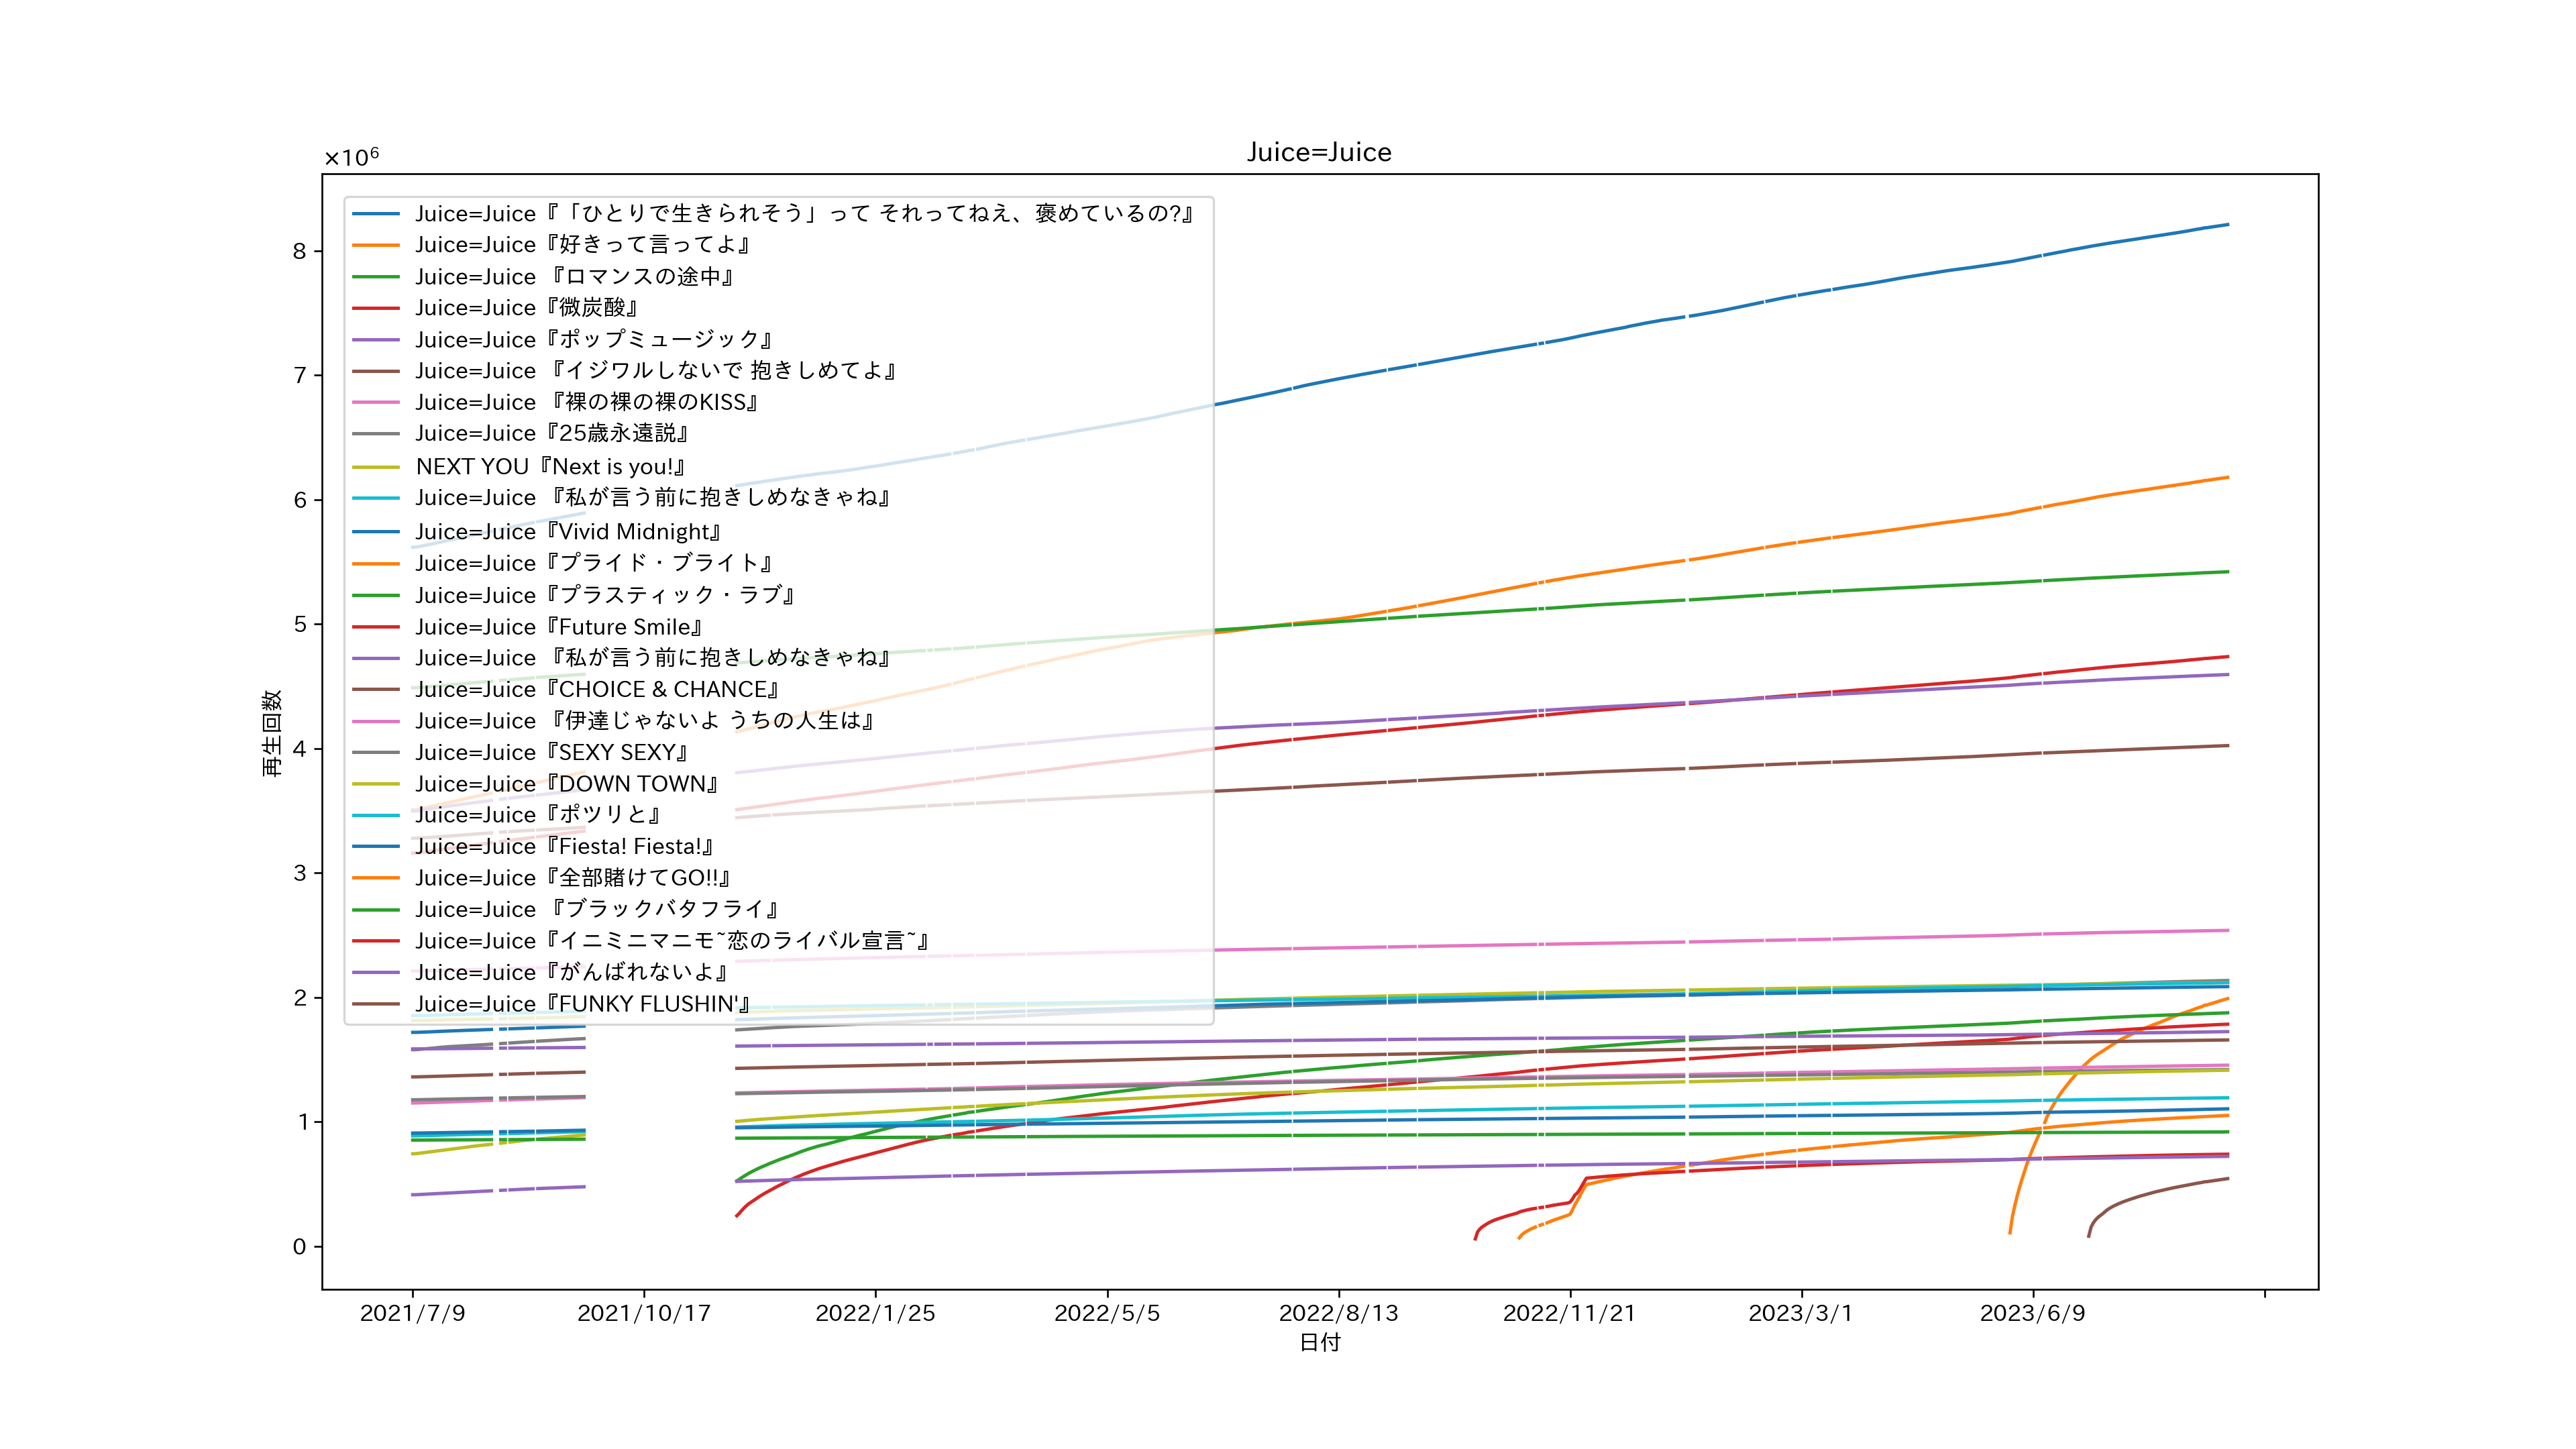 Juice=Juice
×10⁶
Juice=Juice『「ひとりで生きられそう」って それってねえ、褒めているの?』
Juice=Juice『好きって言ってよ』
Juice=Juice 『ロマンスの途中』
Juice=Juice『微炭酸』
Juice=Juice『ポップミュージック』
Juice=Juice 『イジワルしないで 抱きしめてよ』
Juice=Juice 『裸の裸の裸のKISS』
Juice=Juice『25歳永遠説』
NEXT YOU『Next is you!』
Juice=Juice 『私が言う前に抱きしめなきゃね』
Juice=Juice『Vivid Midnight』
Juice=Juice『プライド・ブライト』
Juice=Juice『プラスティック・ラブ』
Juice=Juice『Future Smile』
Juice=Juice 『私が言う前に抱きしめなきゃね』
Juice=Juice『CHOICE & CHANCE』
Juice=Juice 『伊達じゃないよ うちの人生は』
Juice=Juice『SEXY SEXY』
Juice=Juice『DOWN TOWN』
Juice=Juice『ポツリと』
Juice=Juice『Fiesta! Fiesta!』
Juice=Juice『全部賭けてGO!!』
Juice=Juice 『ブラックバタフライ』
Juice=Juice『イニミニマニモ~恋のライバル宣言~』
Juice=Juice『がんばれないよ』
Juice=Juice『FUNKY FLUSHIN'』
8
7
6
5
4
3
2
1
0
再生回数
2021/7/9
2021/10/17
2022/1/25
2022/5/5
2022/8/13
2022/11/21
2023/3/1
2023/6/9
日付